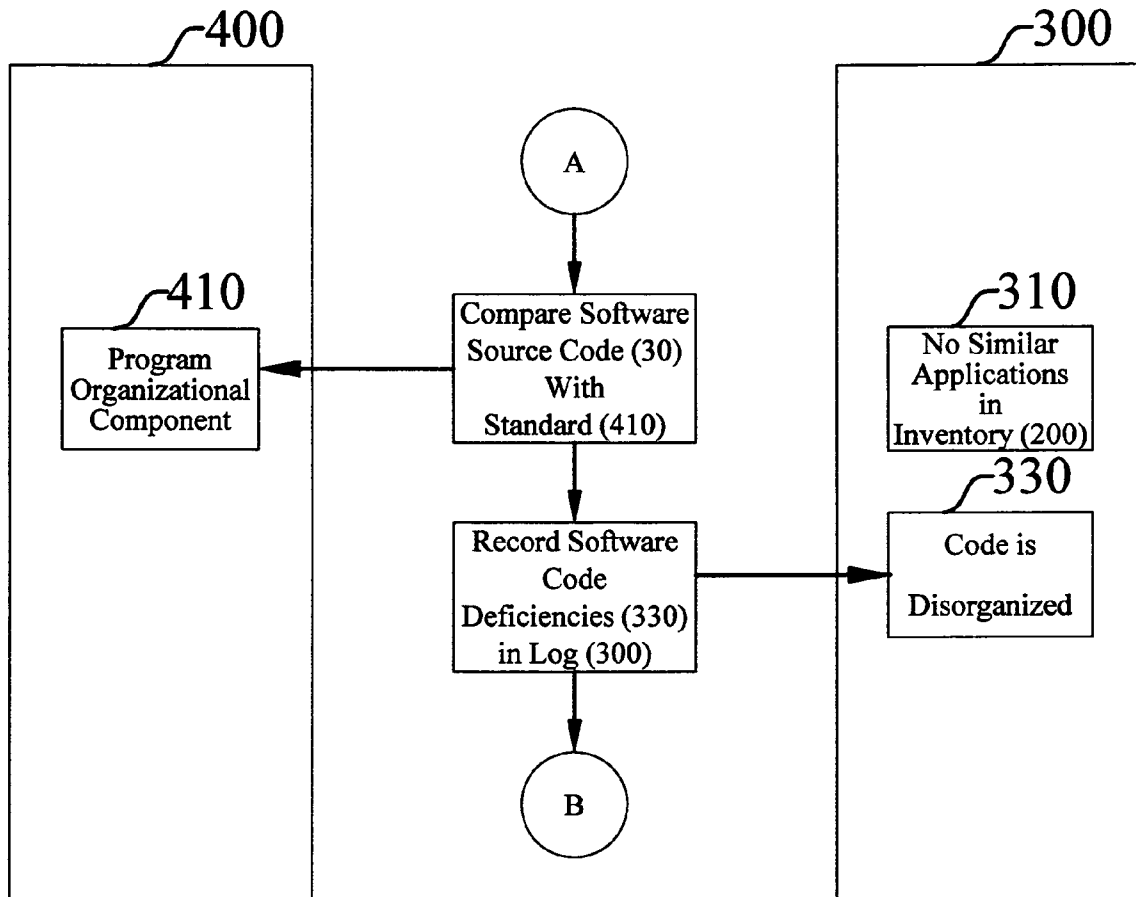 400
300
A
410
Program
Organizational
Component
Compare Software
Source Code (30)
With
Standard (410)
310
No Similar
Applications
in
Inventory (200)
330
Record Software
Code
Deficiencies (330)
in Log (300)
Code is
Disorganized
B